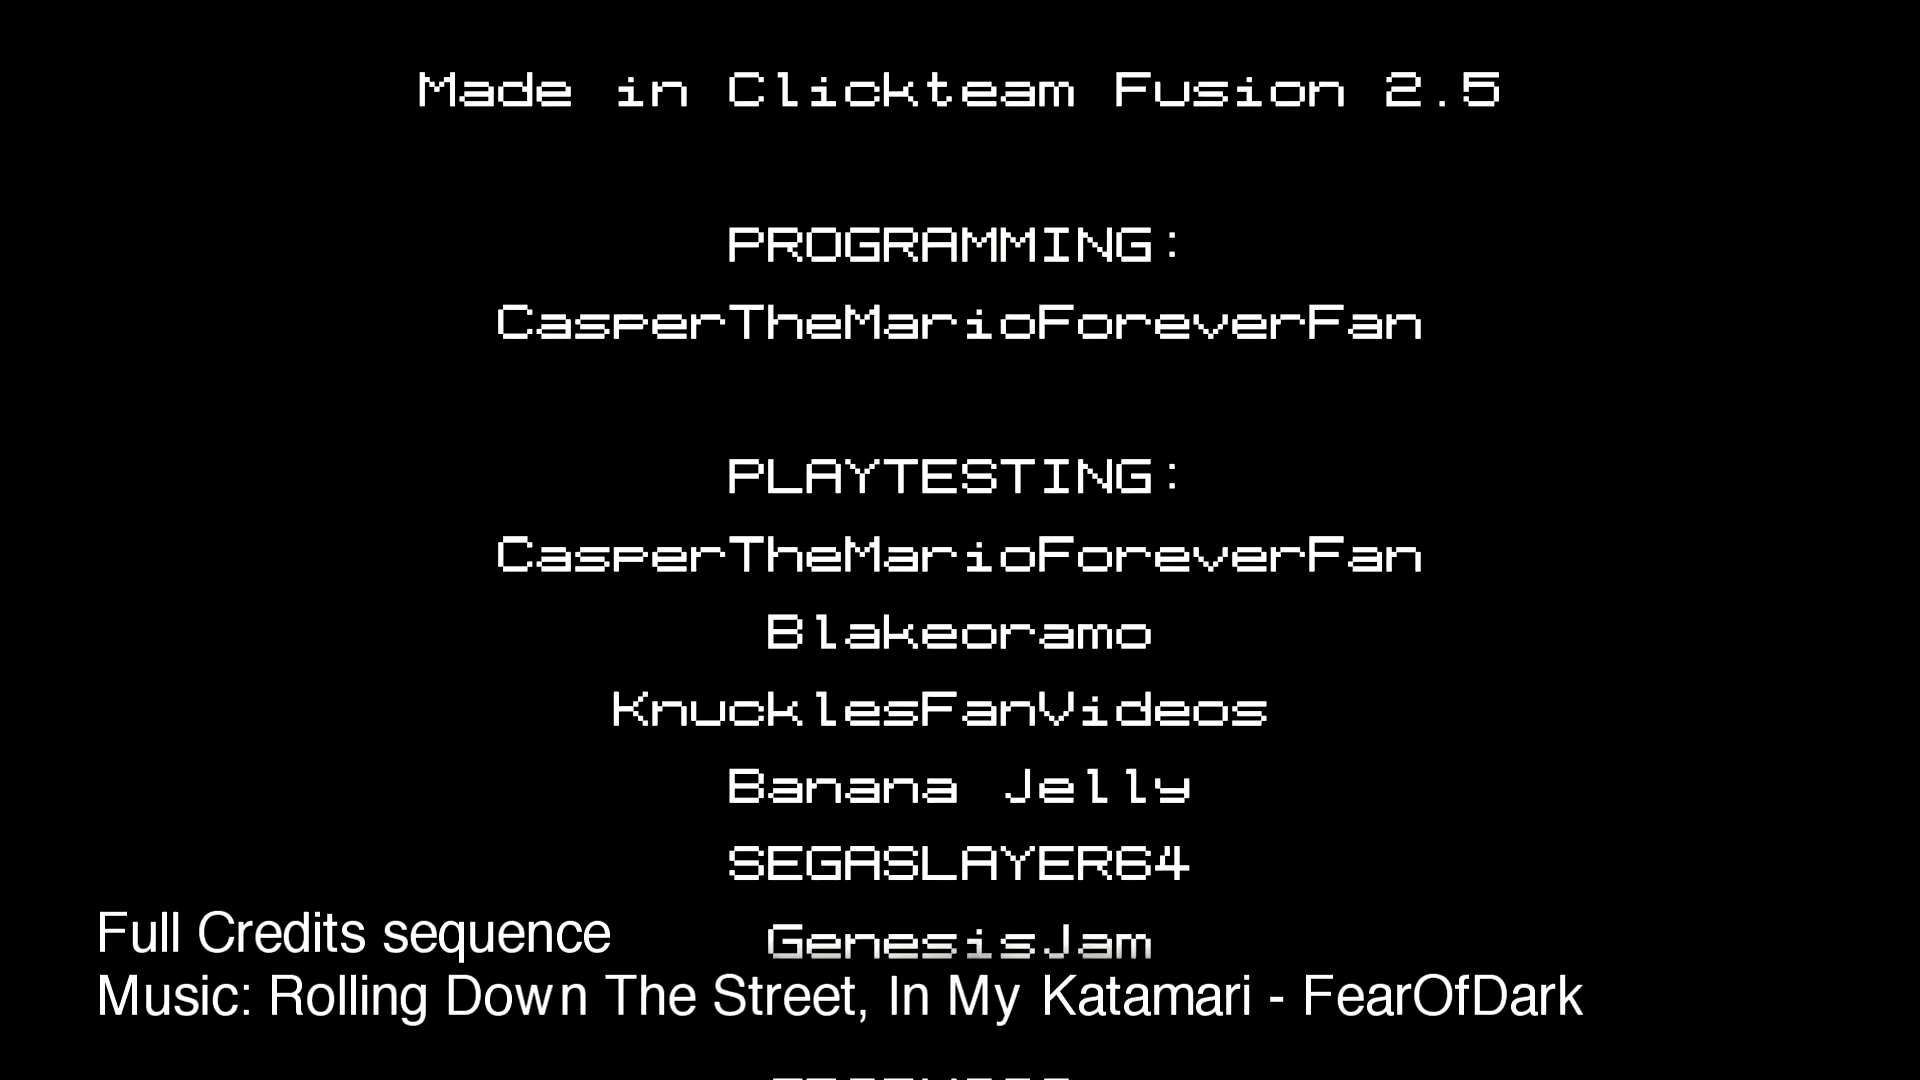 Made in Clickteam Fusion 2.5
PROGRAMMING:
CasperTheMarioForeverFan
PLAYTESTING:
CasperTheMarioForeverFan
Blakeoramo
KnucklesFanVideos
Banana Jelly
SEGASLAYER64
GenesisJam
Full Credits sequence
Music: Rolling Down The Street, In My Katamari - FearOfDark